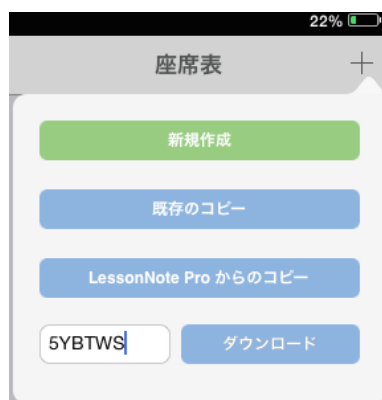 22%
座席表
新規作成
既存のコピー
LessonNote Pro からのコピー
5YBTWS ダウンロード